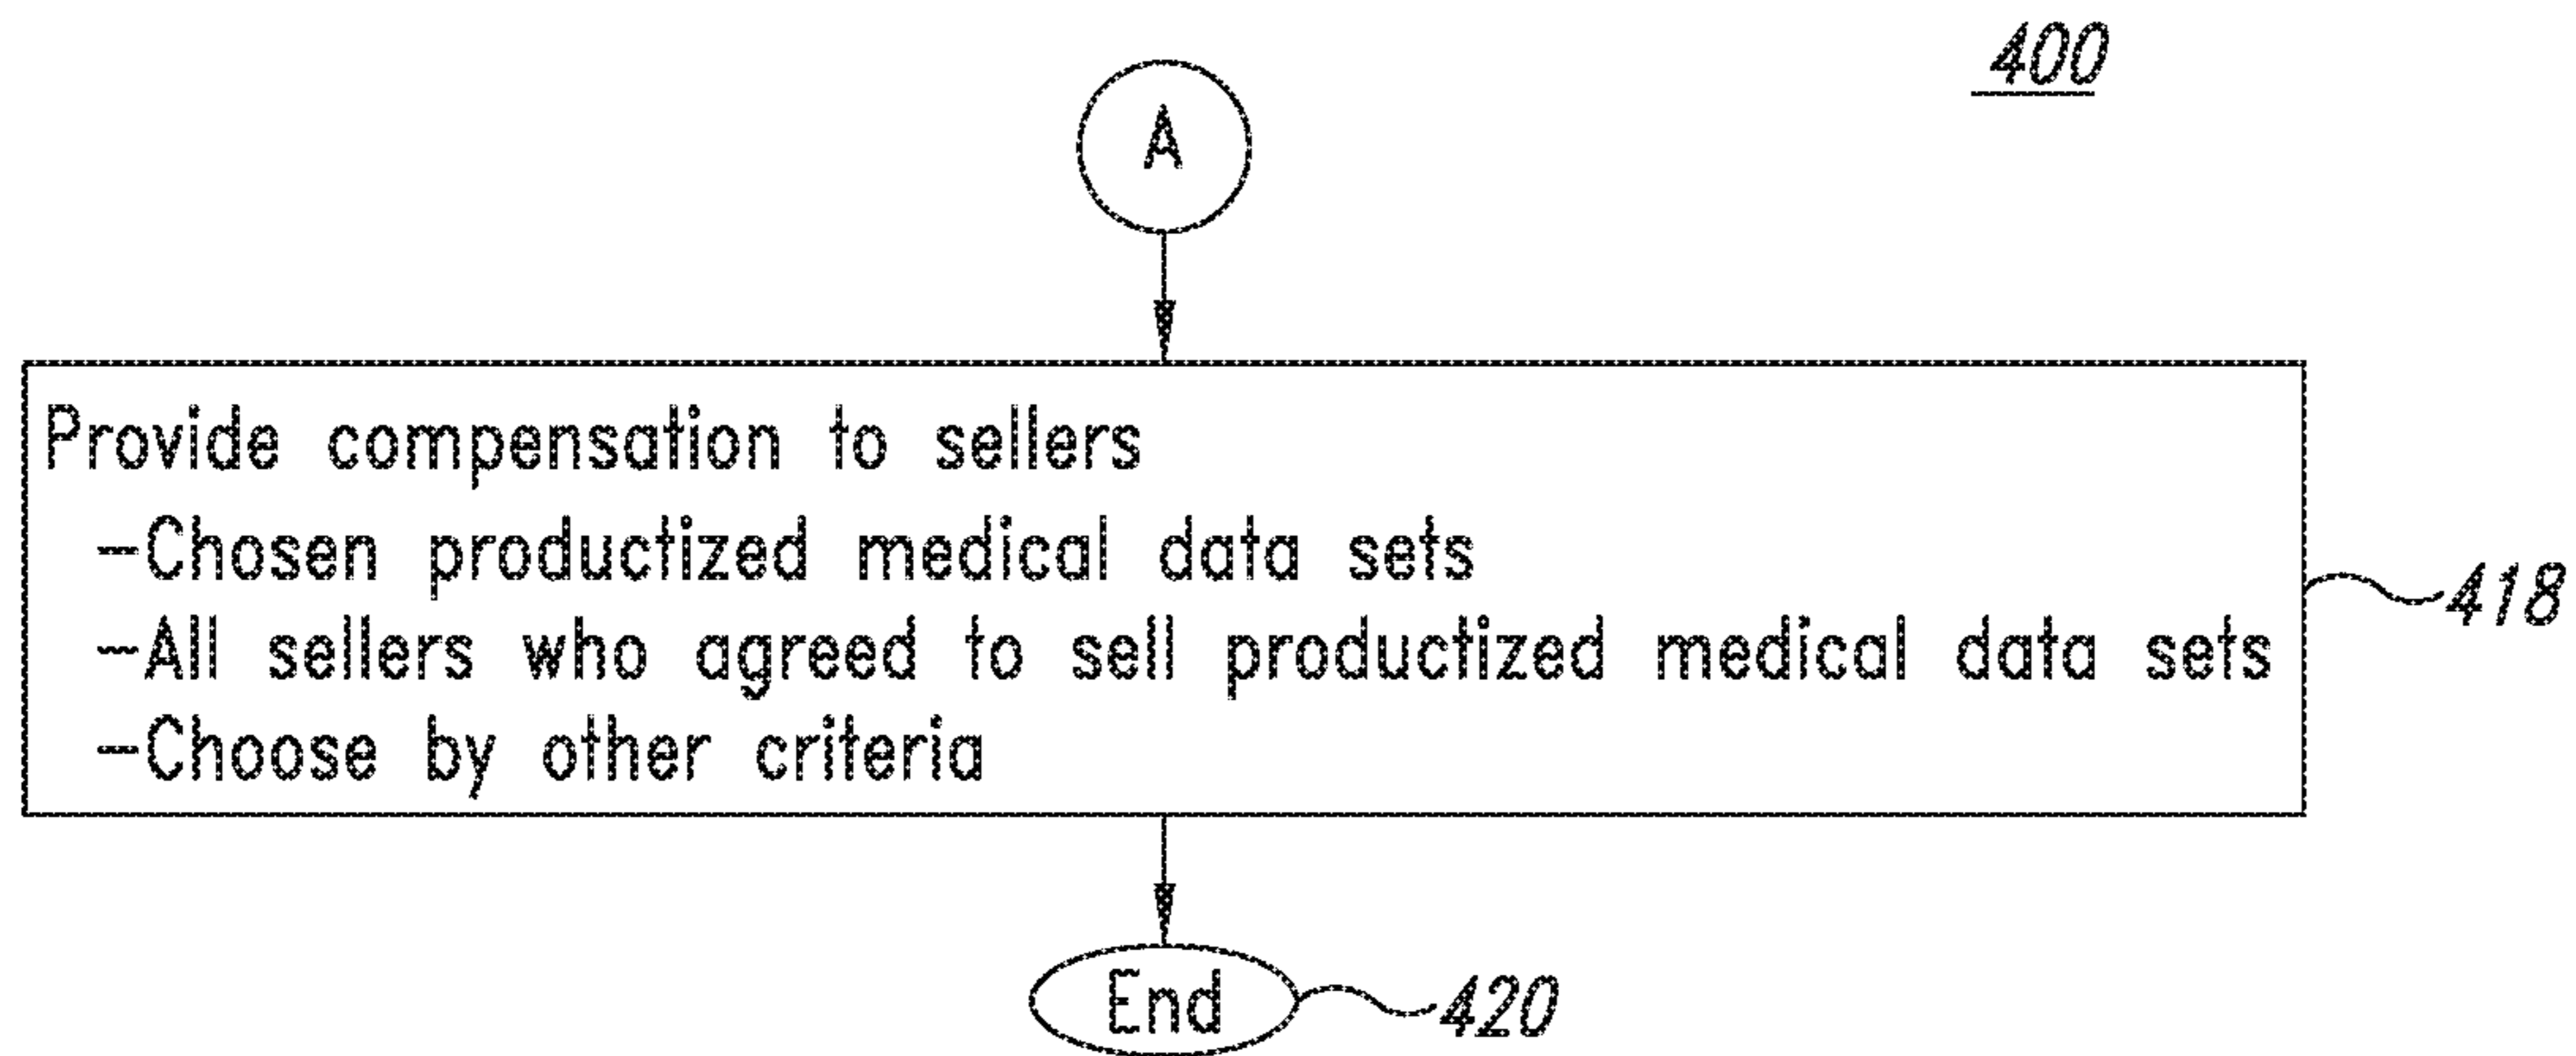 400
A
Provide compensation to sellers
-Chosen productized medical data sets
-All sellers who agreed to sell productized medical data sets
-Choose by other criteria
418
End
420